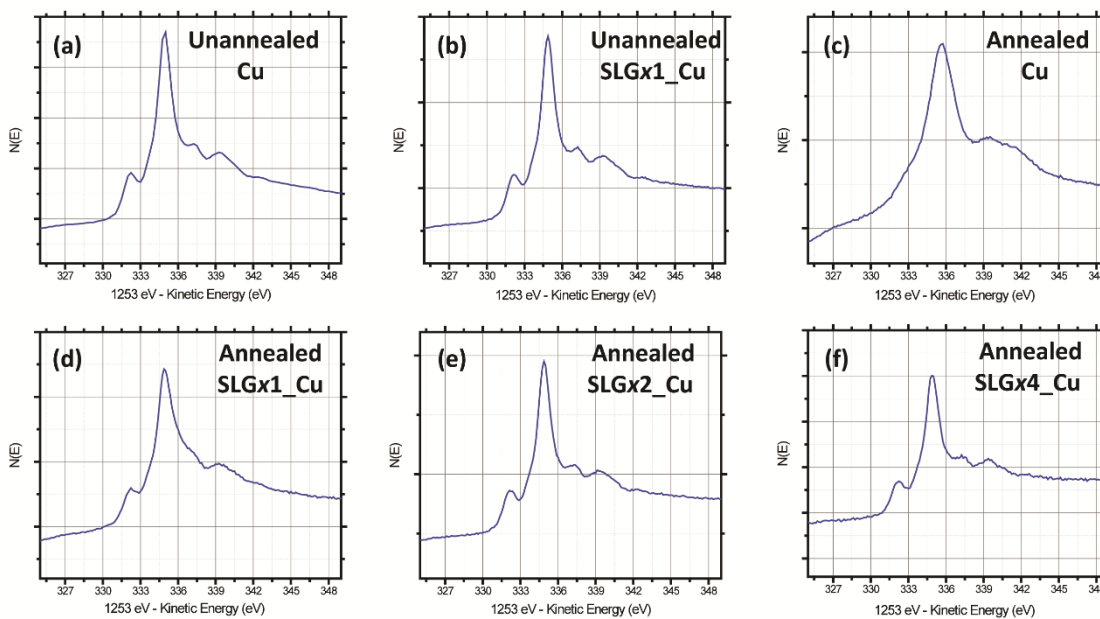 (a)
Unannealed
Cu
N(E)
327 330 333 336 339 342 345 348
1253 eV - Kinetic Energy (eV)
(b)
Unannealed
SLGx1_Cu
N(E)
327 330 333 336 339 342 345 348
1253 eV - Kinetic Energy (eV)
(c)
Annealed
Cu
N(E)
327 330 333 336 339 342 345 348
1253 eV - Kinetic Energy (eV)
(d)
Annealed
SLGx1_Cu
N(E)
327 330 333 336 339 342 345 348
1253 eV - Kinetic Energy (eV)
(e)
Annealed
SLGx2_Cu
N(E)
327 330 333 336 339 342 345 348
1253 eV - Kinetic Energy (eV)
(f)
Annealed
SLGx4_Cu
N(E)
327 330 333 336 339 342 345 348
1253 eV - Kinetic Energy (eV)